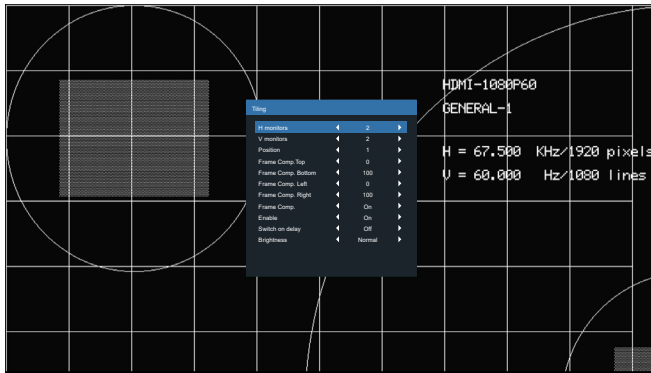 HDMI-1080P60
GENERAL-1
H = 67.500 KHz/1920 pixels
V = 60.000 Hz/1080 lines
Tiling
H monitors 2
V monitors 2
Position 1
Frame Comp.Top 0
Frame Comp. Bottom 100
Frame Comp. Left 0
Frame Comp. Right 100
Frame Comp. On
Enable On
Switch on delay Off
Brightness Normal